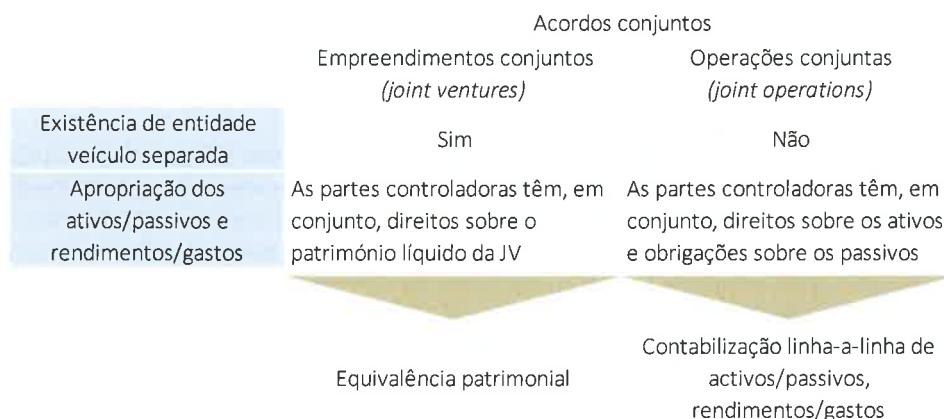 Acordos conjuntos
Empreendimentos conjuntos
(joint ventures)
Operações conjuntas
(joint operations)
Existência de entidade
veículo separada
Sim
Não
Apropriação dos
ativos/passivos e
rendimentos/gastos
As partes controladoras têm, em
conjunto, direitos sobre o
património líquido da JV
As partes controladoras têm, em
conjunto, direitos sobre os ativos
e obrigações sobre os passivos
Equivalência patrimonial
Contabilização linha-a-linha de
activos/passivos,
rendimentos/gastos